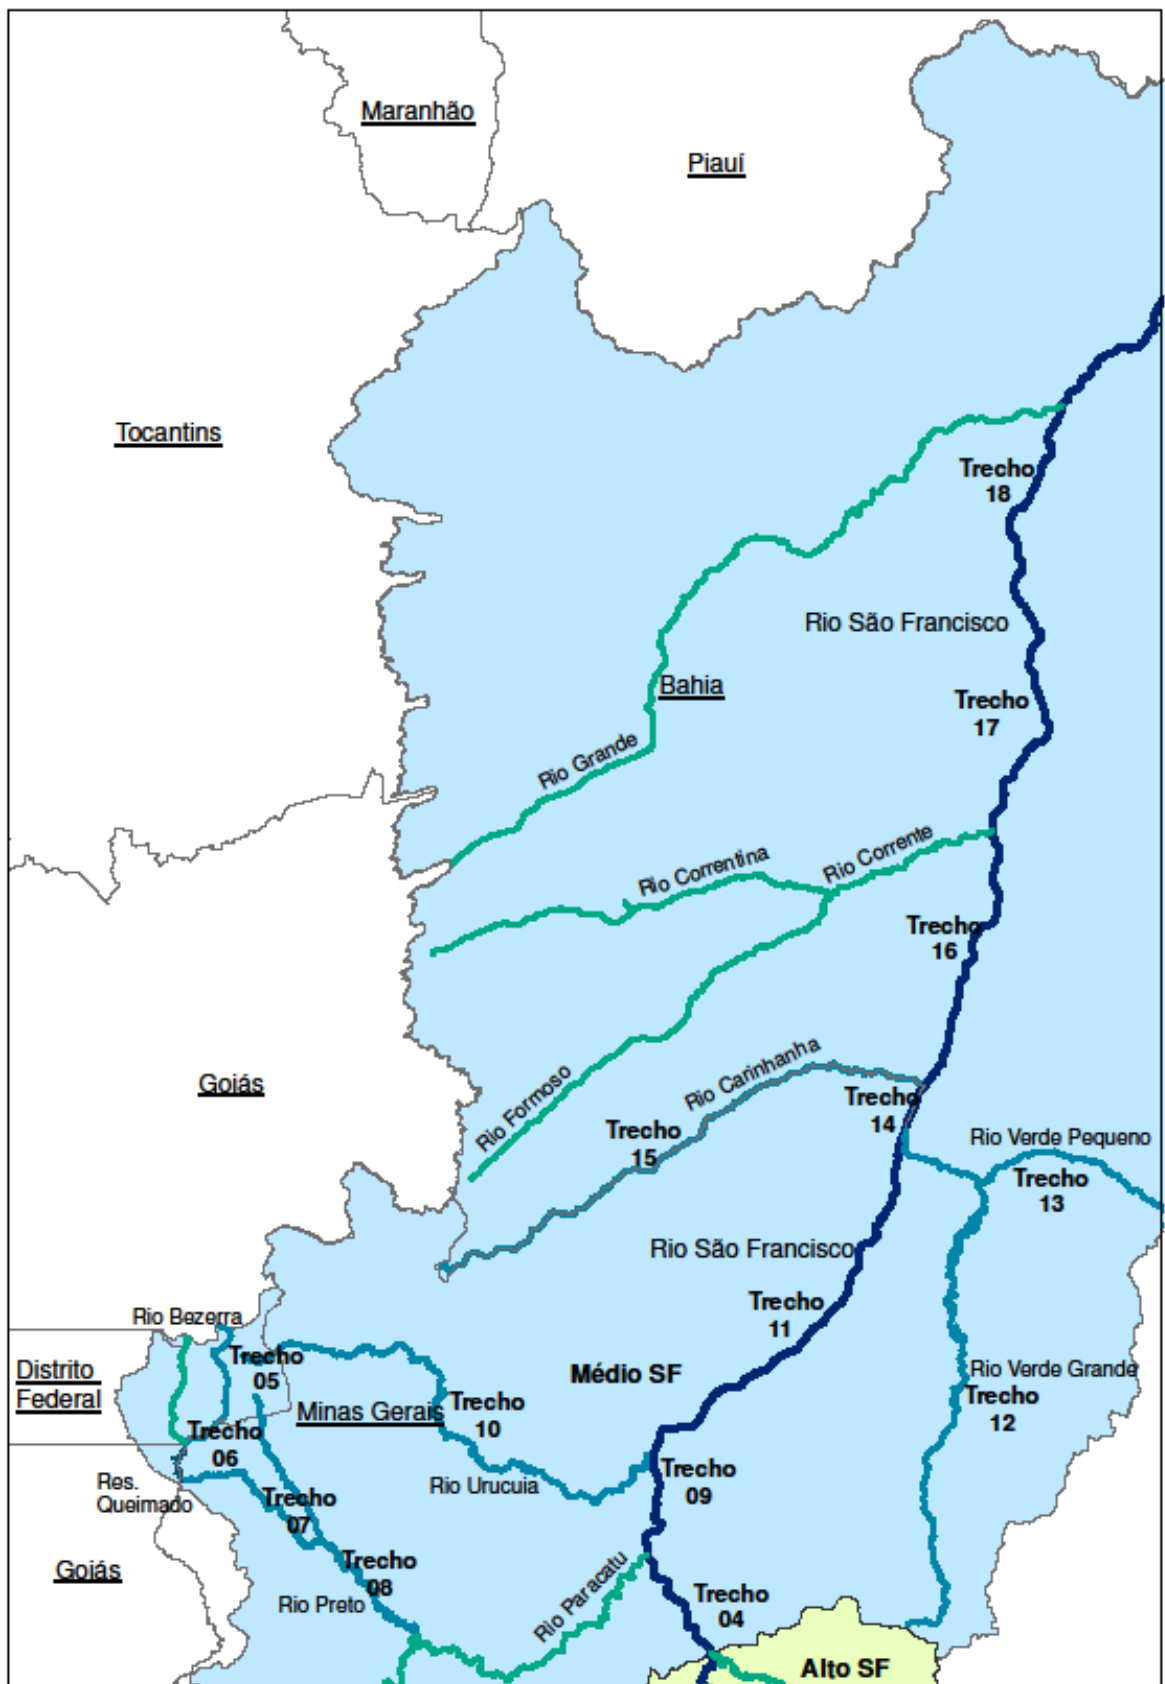 Maranhão
Piauí
Tocantins
Trecho
18
Rio São Francisco
Bahia
Trecho
17
Rio Grande
Rio Correntina
Rio Corrente
Trecho
16
Goiás
Rio Formoso
Rio Carinhanha
Trecho
14
Trecho
15
Rio Verde Pequeno
Trecho
13
Rio São Francisco
Trecho
11
Rio Bezerra
Distrito
Federal
Trecho
05
Médio SF
Rio Verde Grande
Trecho
12
Minas Gerais
Trecho
10
Trecho
06
Res.
Queimado
Rio Urucuia
Trecho
09
Trecho
07
Goiás
Trecho
08
Rio Preto
Rio Paracatu
Trecho
04
Alto SF